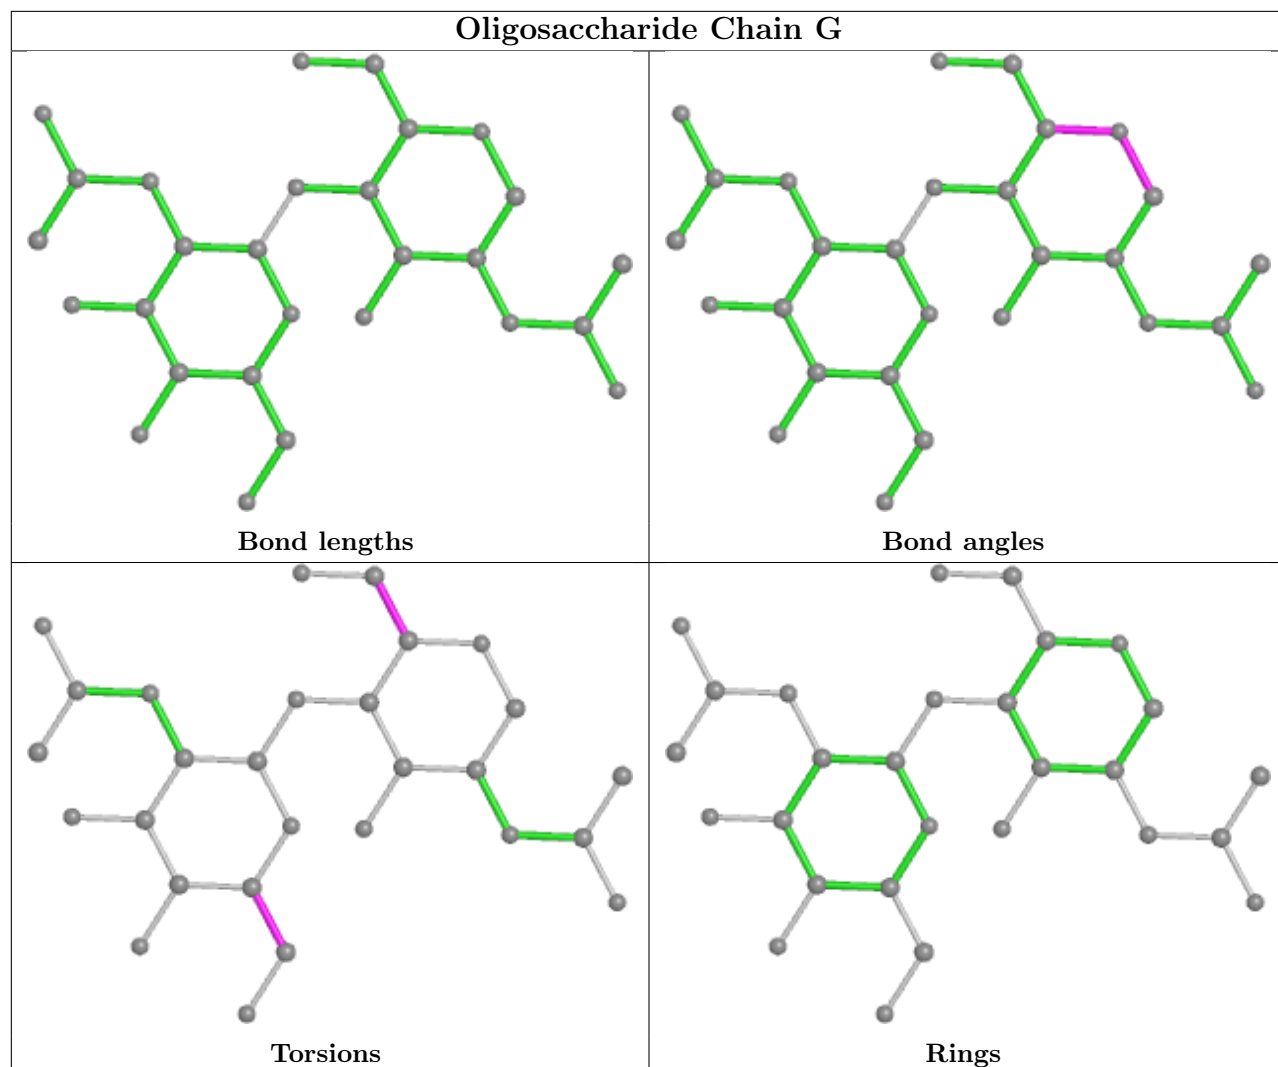 Oligosaccharide Chain G
Bond lengths
Bond angles
Torsions
Rings